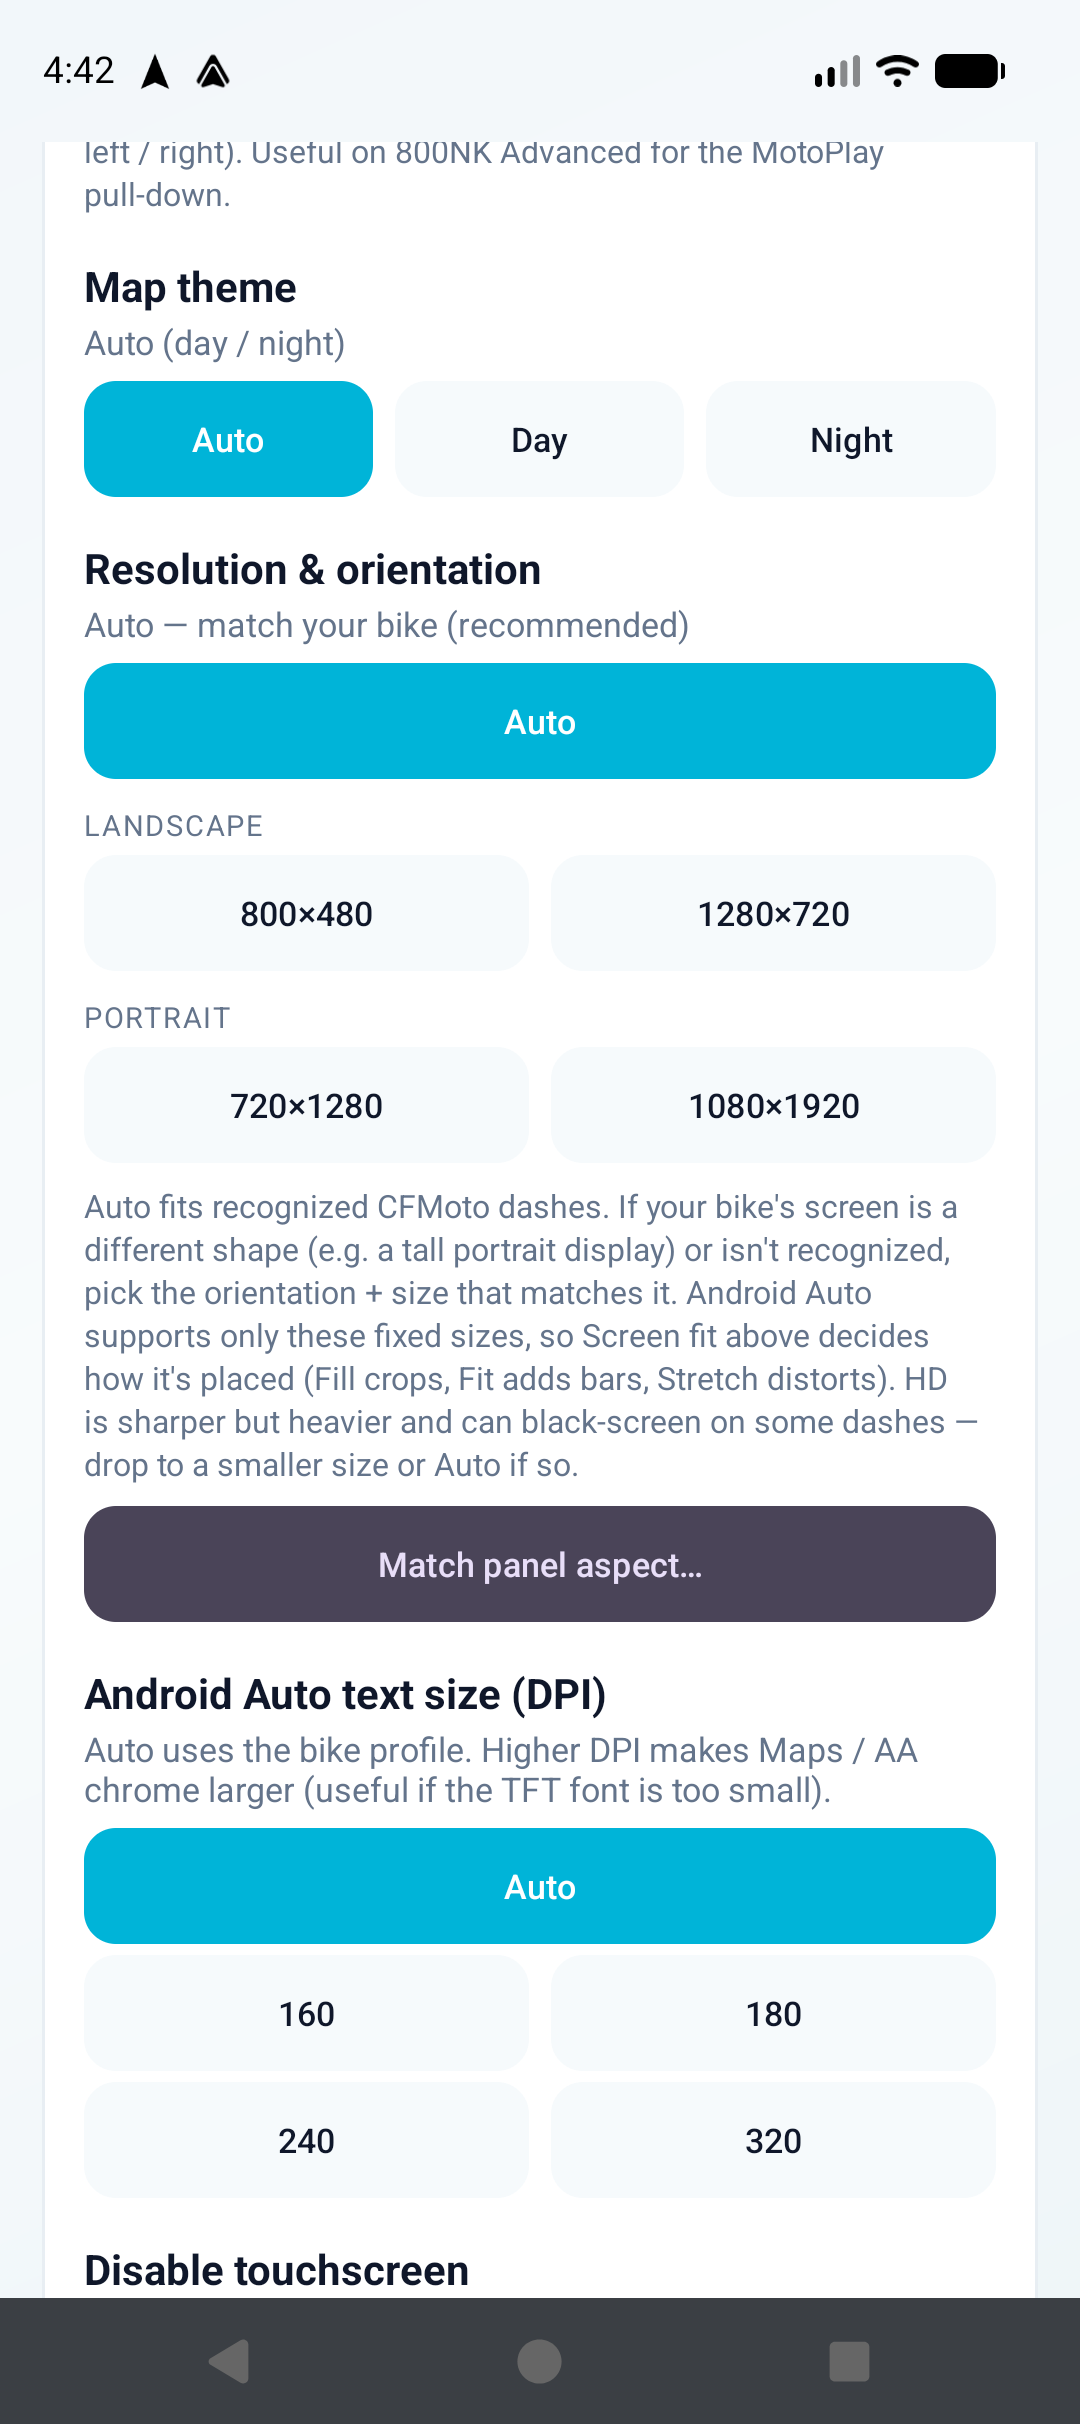 4:42
left / right). Useful on 800NK Advanced for the MotoPlay
pull-down.
Map theme
Auto (day / night)
Auto
Day
Night
Resolution & orientation
Auto — match your bike (recommended)
Auto
LANDSCAPE
800×480
1280×720
PORTRAIT
720×1280
1080×1920
Auto fits recognized CFMoto dashes. If your bike's screen is a
different shape (e.g. a tall portrait display) or isn't recognized,
pick the orientation + size that matches it. Android Auto
supports only these fixed sizes, so Screen fit above decides
how it's placed (Fill crops, Fit adds bars, Stretch distorts). HD
is sharper but heavier and can black-screen on some dashes —
drop to a smaller size or Auto if so.
Match panel aspect…
Android Auto text size (DPI)
Auto uses the bike profile. Higher DPI makes Maps / AA
chrome larger (useful if the TFT font is too small).
Auto
160
180
240
320
Disable touchscreen